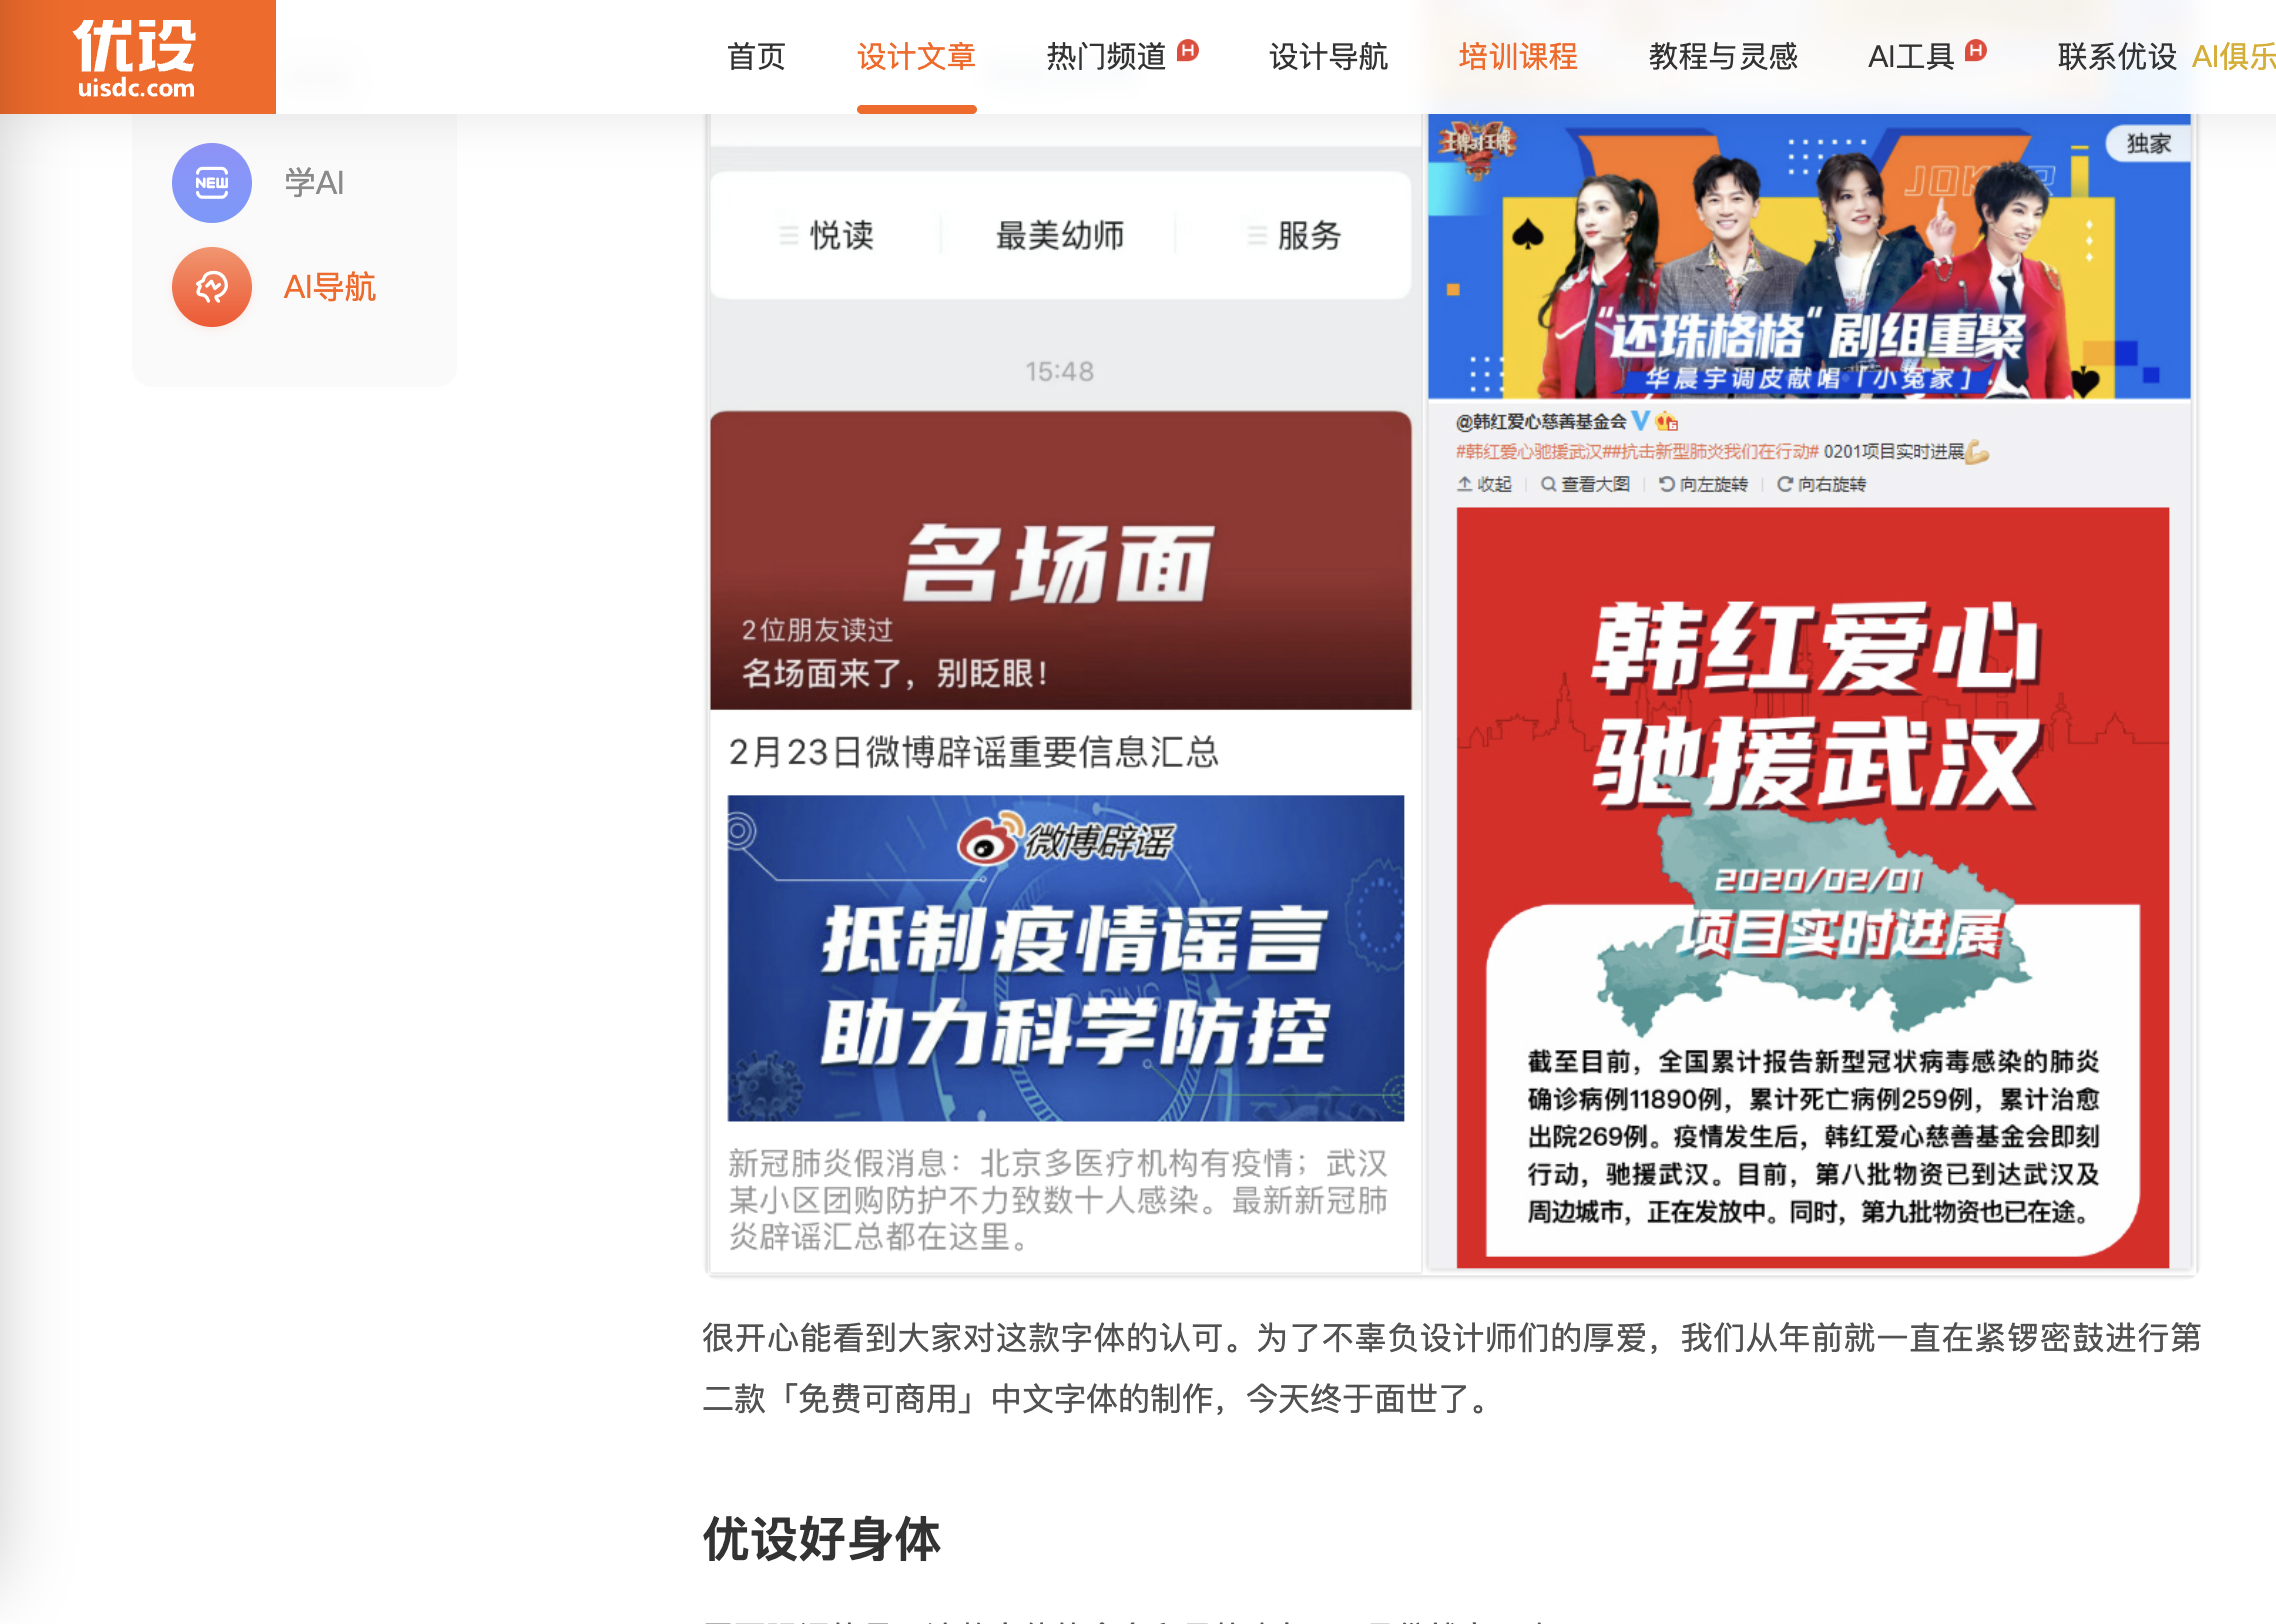 优设
uisdc.com
首页
设计文章
热门频道
H
设计导航
培训课程
教程与灵感
AI工具
H
联系优设
AI俱乐
NEW
学AI
AI导航
悦读
最美幼师
服务
15:48
名场面
2位朋友读过
名场面来了，别眨眼！
2月23日微博辟谣重要信息汇总
微博辟谣
LOADING
抵制疫情谣言
助力科学防控
新冠肺炎假消息：北京多医疗机构有疫情；武汉
某小区团购防护不力致数十人感染。最新新冠肺
炎辟谣汇总都在这里。
王牌对王牌
独家
JOKER
“还珠格格“剧组重聚
华晨宇调皮献唱「小冤家」
@韩红爱心慈善基金会
#韩红爱心驰援武汉##抗击新型肺炎我们在行动# 0201项目实时进展
收起
查看大图
向左旋转
向右旋转
韩红爱心
驰援武汉
2020/02/01
项目实时进展
截至目前，全国累计报告新型冠状病毒感染的肺炎
确诊病例11890例，累计死亡病例259例，累计治愈
出院269例。疫情发生后，韩红爱心慈善基金会即刻
行动，驰援武汉。目前，第八批物资已到达武汉及
周边城市，正在发放中。同时，第九批物资也已在途。
很开心能看到大家对这款字体的认可。为了不辜负设计师们的厚爱，我们从年前就一直在紧锣密鼓进行第
二款「免费可商用」中文字体的制作，今天终于面世了。
优设好身体